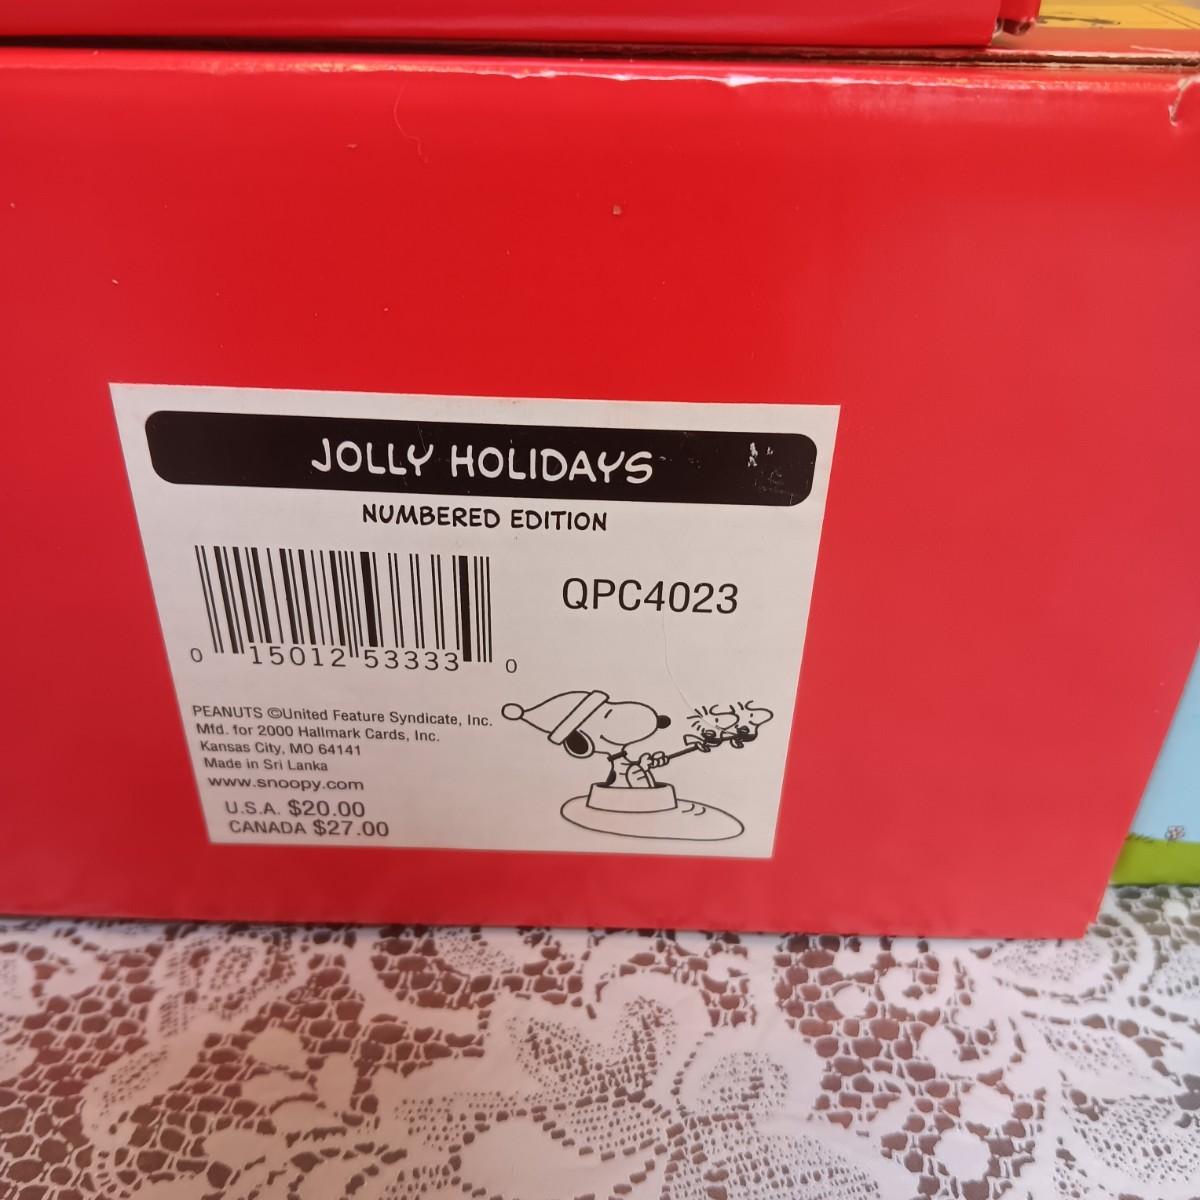 JOLLY HOLIDAYS
NUMBERED EDITION
QPC4023
0 15012 53333 0
PEANUTS ©United Feature Syndicate, Inc.
Mfd. for 2000 Hallmark Cards, Inc.
Kansas City, MO 64141
Made in Sri Lanka
www.snoopy.com
U.S.A. $20.00
CANADA $27.00